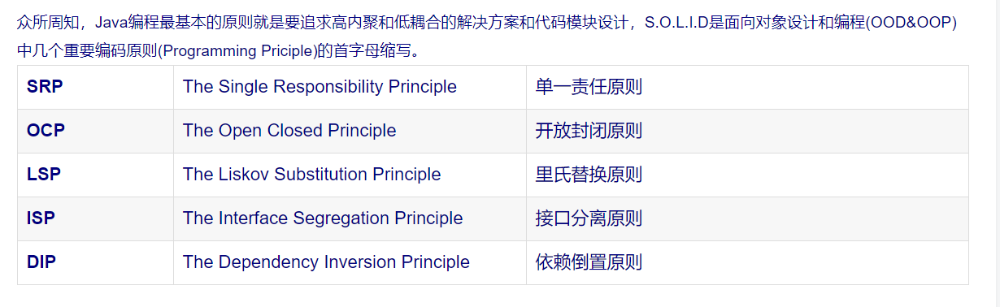 众所周知，Java编程最基本的原则就是要追求高内聚和低耦合的解决方案和代码模块设计，S.O.L.I.D是面向对象设计和编程(OOD&OOP)
中几个重要编码原则(Programming Priciple)的首字母缩写。
SRP The Single Responsibility Principle 单一责任原则
OCP The Open Closed Principle 开放封闭原则
LSP The Liskov Substitution Principle 里氏替换原则
ISP The Interface Segregation Principle 接口分离原则
DIP The Dependency Inversion Principle 依赖倒置原则